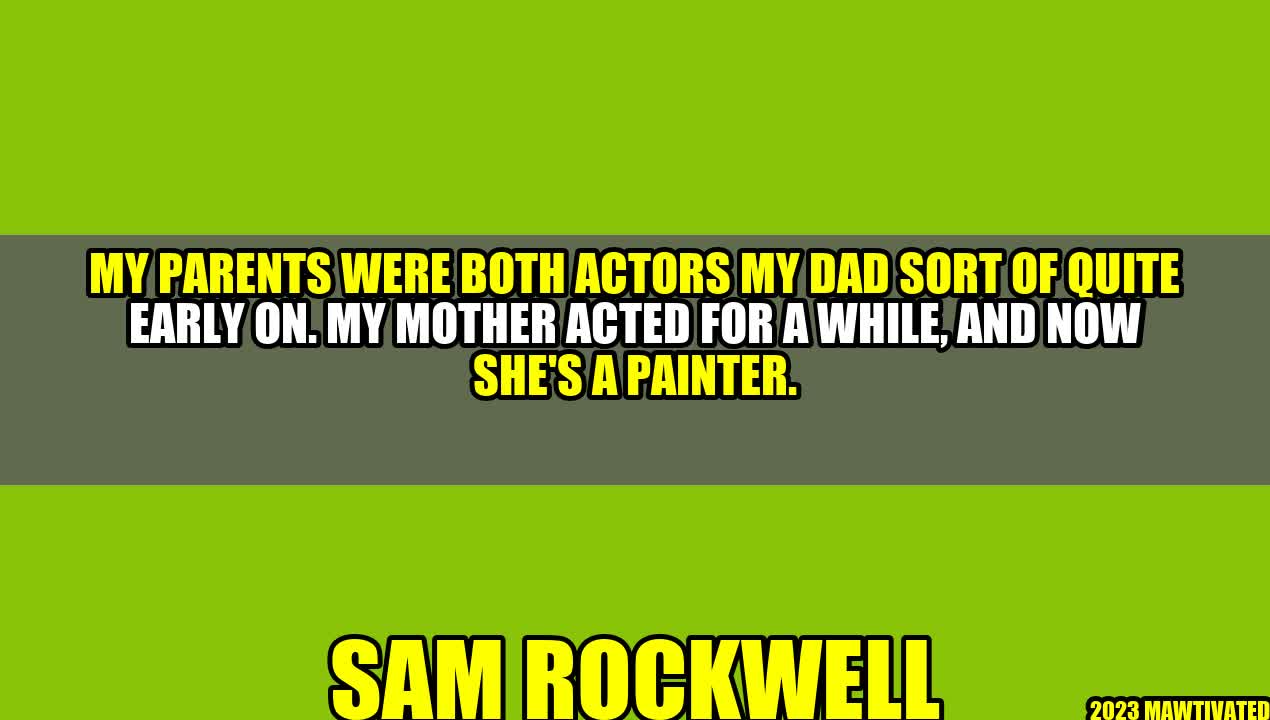 MY PARENTS WERE BOTH ACTORS MY DAD SORT OF QUITE
EARLY ON. MY MOTHER ACTED FOR A WHILE, AND NOW
SHE'S A PAINTER.
SAM ROCKWELL
2023 MAWTIVATED